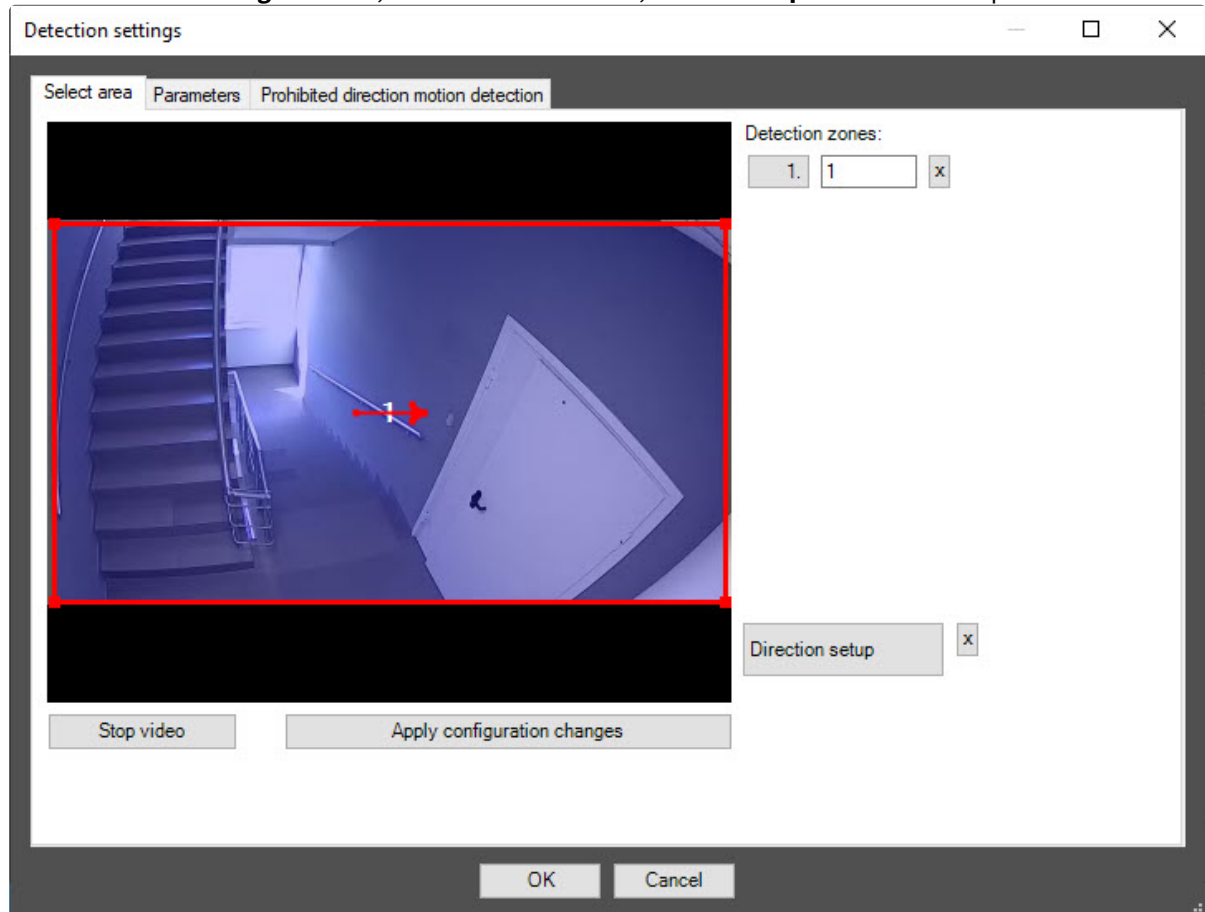 Detection settings
Select area Parameters Prohibited direction motion detection
Detection zones:
1. 1 x
1
Direction setup x
Stop video Apply configuration changes
OK Cancel